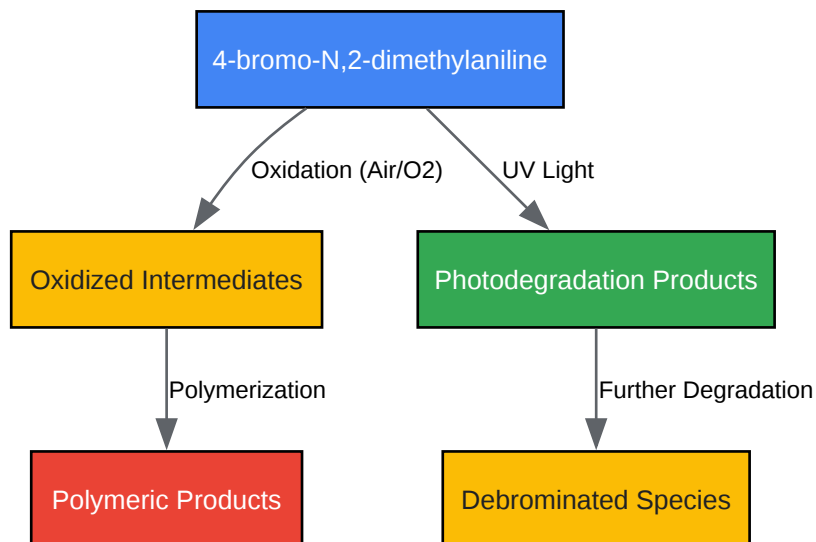 4-bromo-N,2-dimethylaniline
Oxidation (Air/O2)
UV Light
Oxidized Intermediates
Photodegradation Products
Polymerization
Further Degradation
Polymeric Products
Debrominated Species